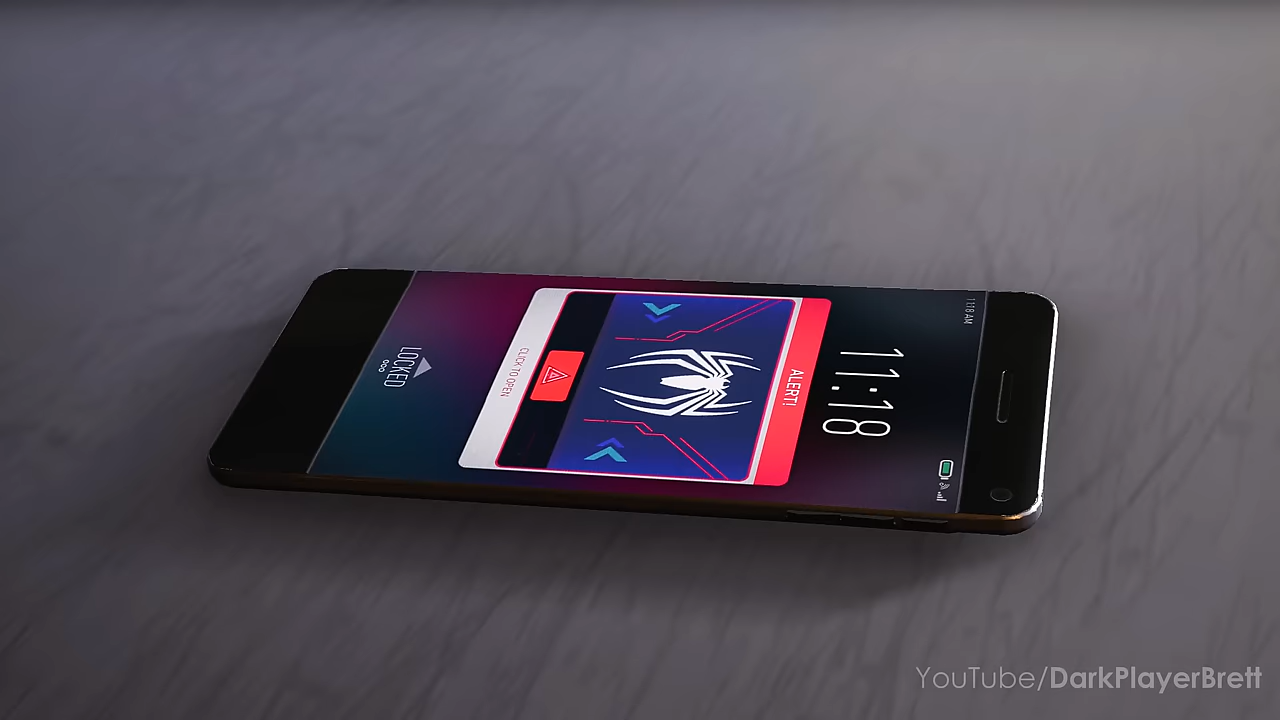 11:18 AM
11:18
ALERT!
CLICK TO OPEN
LOCKED
YouTube/DarkPlayerBrett